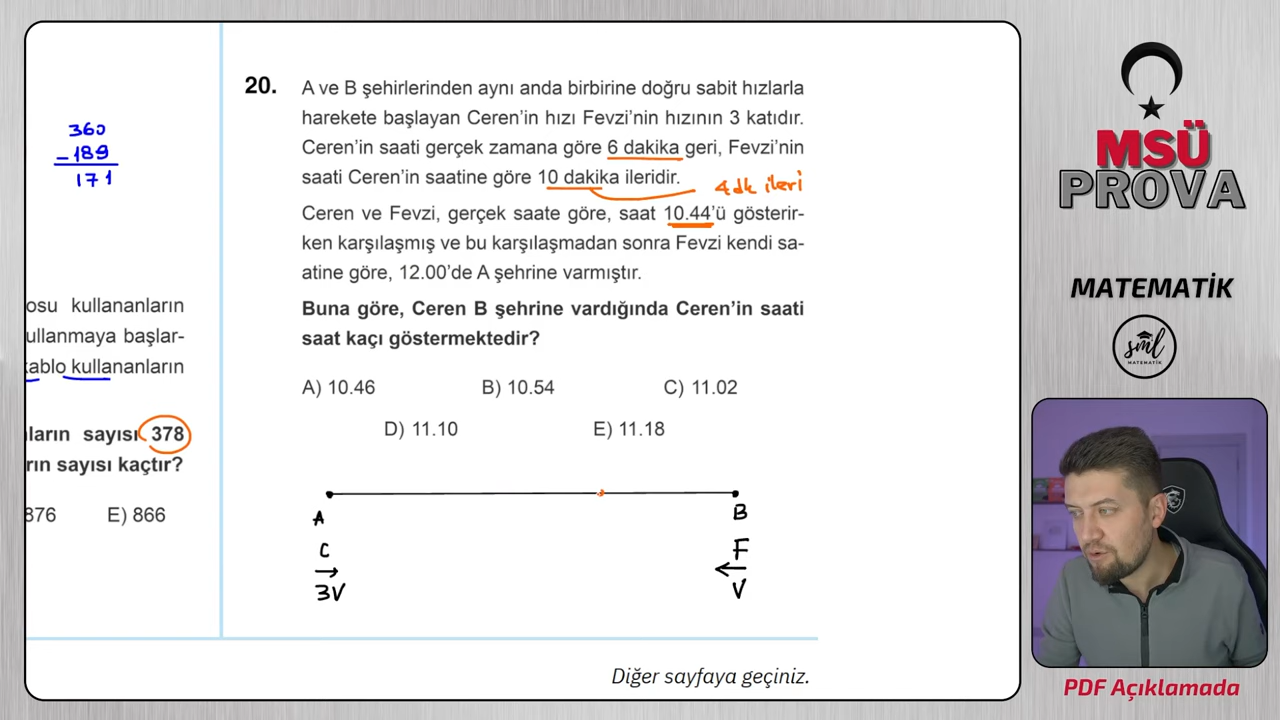 360
-189
171
osu kullananların
ullanmaya başlar-
kablo kullananların
ların sayısı 378
rın sayısı kaçtır?
876 E) 866
20. A ve B şehirlerinden aynı anda birbirine doğru sabit hızlarla
harekete başlayan Ceren'in hızı Fevzi'nin hızının 3 katıdır.
Ceren'in saati gerçek zamana göre 6 dakika geri, Fevzi'nin
saati Ceren'in saatine göre 10 dakika ileridir.
4 dk ileri
Ceren ve Fevzi, gerçek saate göre, saat 10.44'ü gösterir-
ken karşılaşmış ve bu karşılaşmadan sonra Fevzi kendi sa-
atine göre, 12.00'de A şehrine varmıştır.
Buna göre, Ceren B şehrine vardığında Ceren'in saati
saat kaçı göstermektedir?
A) 10.46 B) 10.54 C) 11.02
D) 11.10 E) 11.18
A B
C F
3V V
Diğer sayfaya geçiniz.
MSÜ
PROVA
MATEMATİK
sml
MATEMATİK
PDF Açıklamada